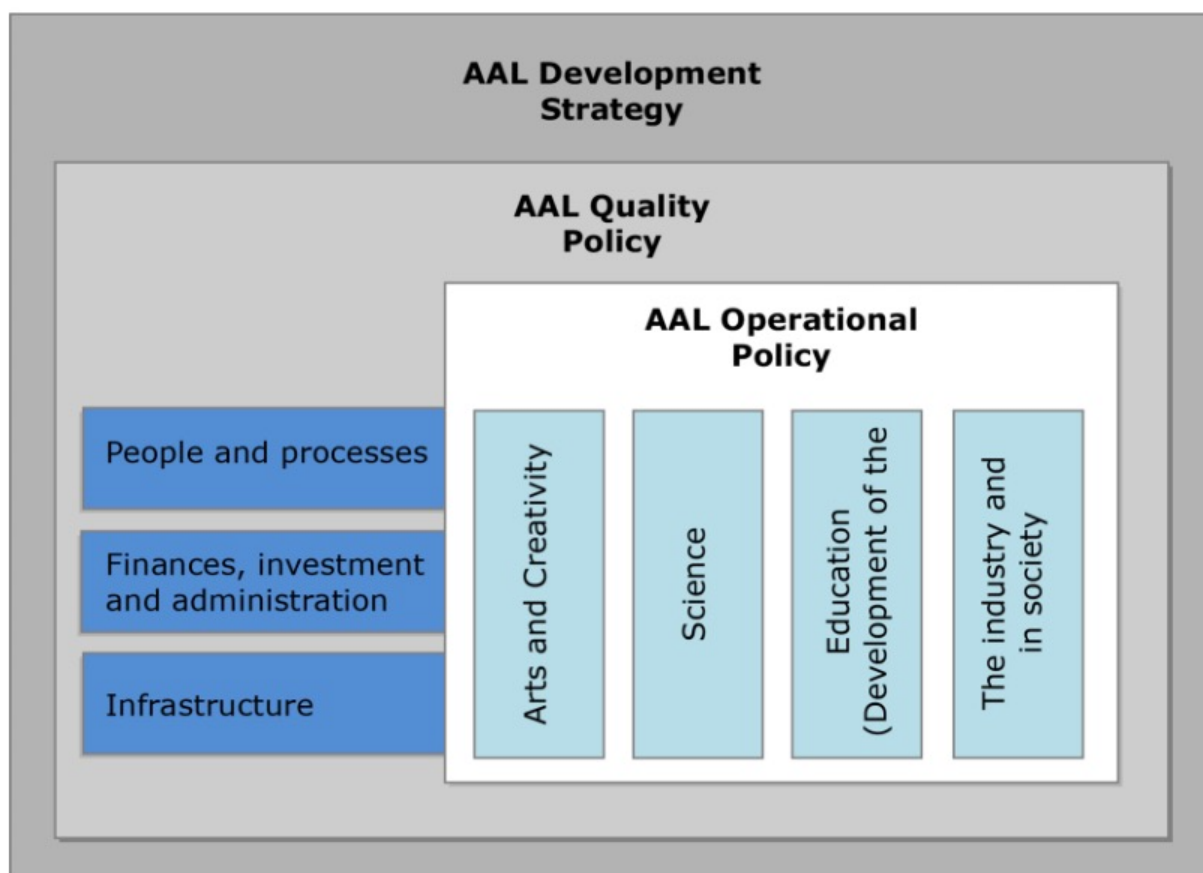 AAL Development
Strategy
AAL Quality
Policy
AAL Operational
Policy
People and processes
Finances, investment
and administration
Infrastructure
Arts and Creativity
Science
Education
(Development of the
The industry and
in society